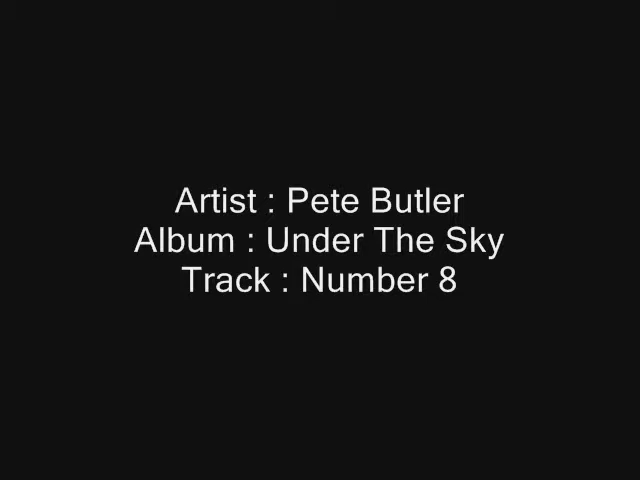 Artist : Pete Butler
Album : Under The Sky
Track : Number 8